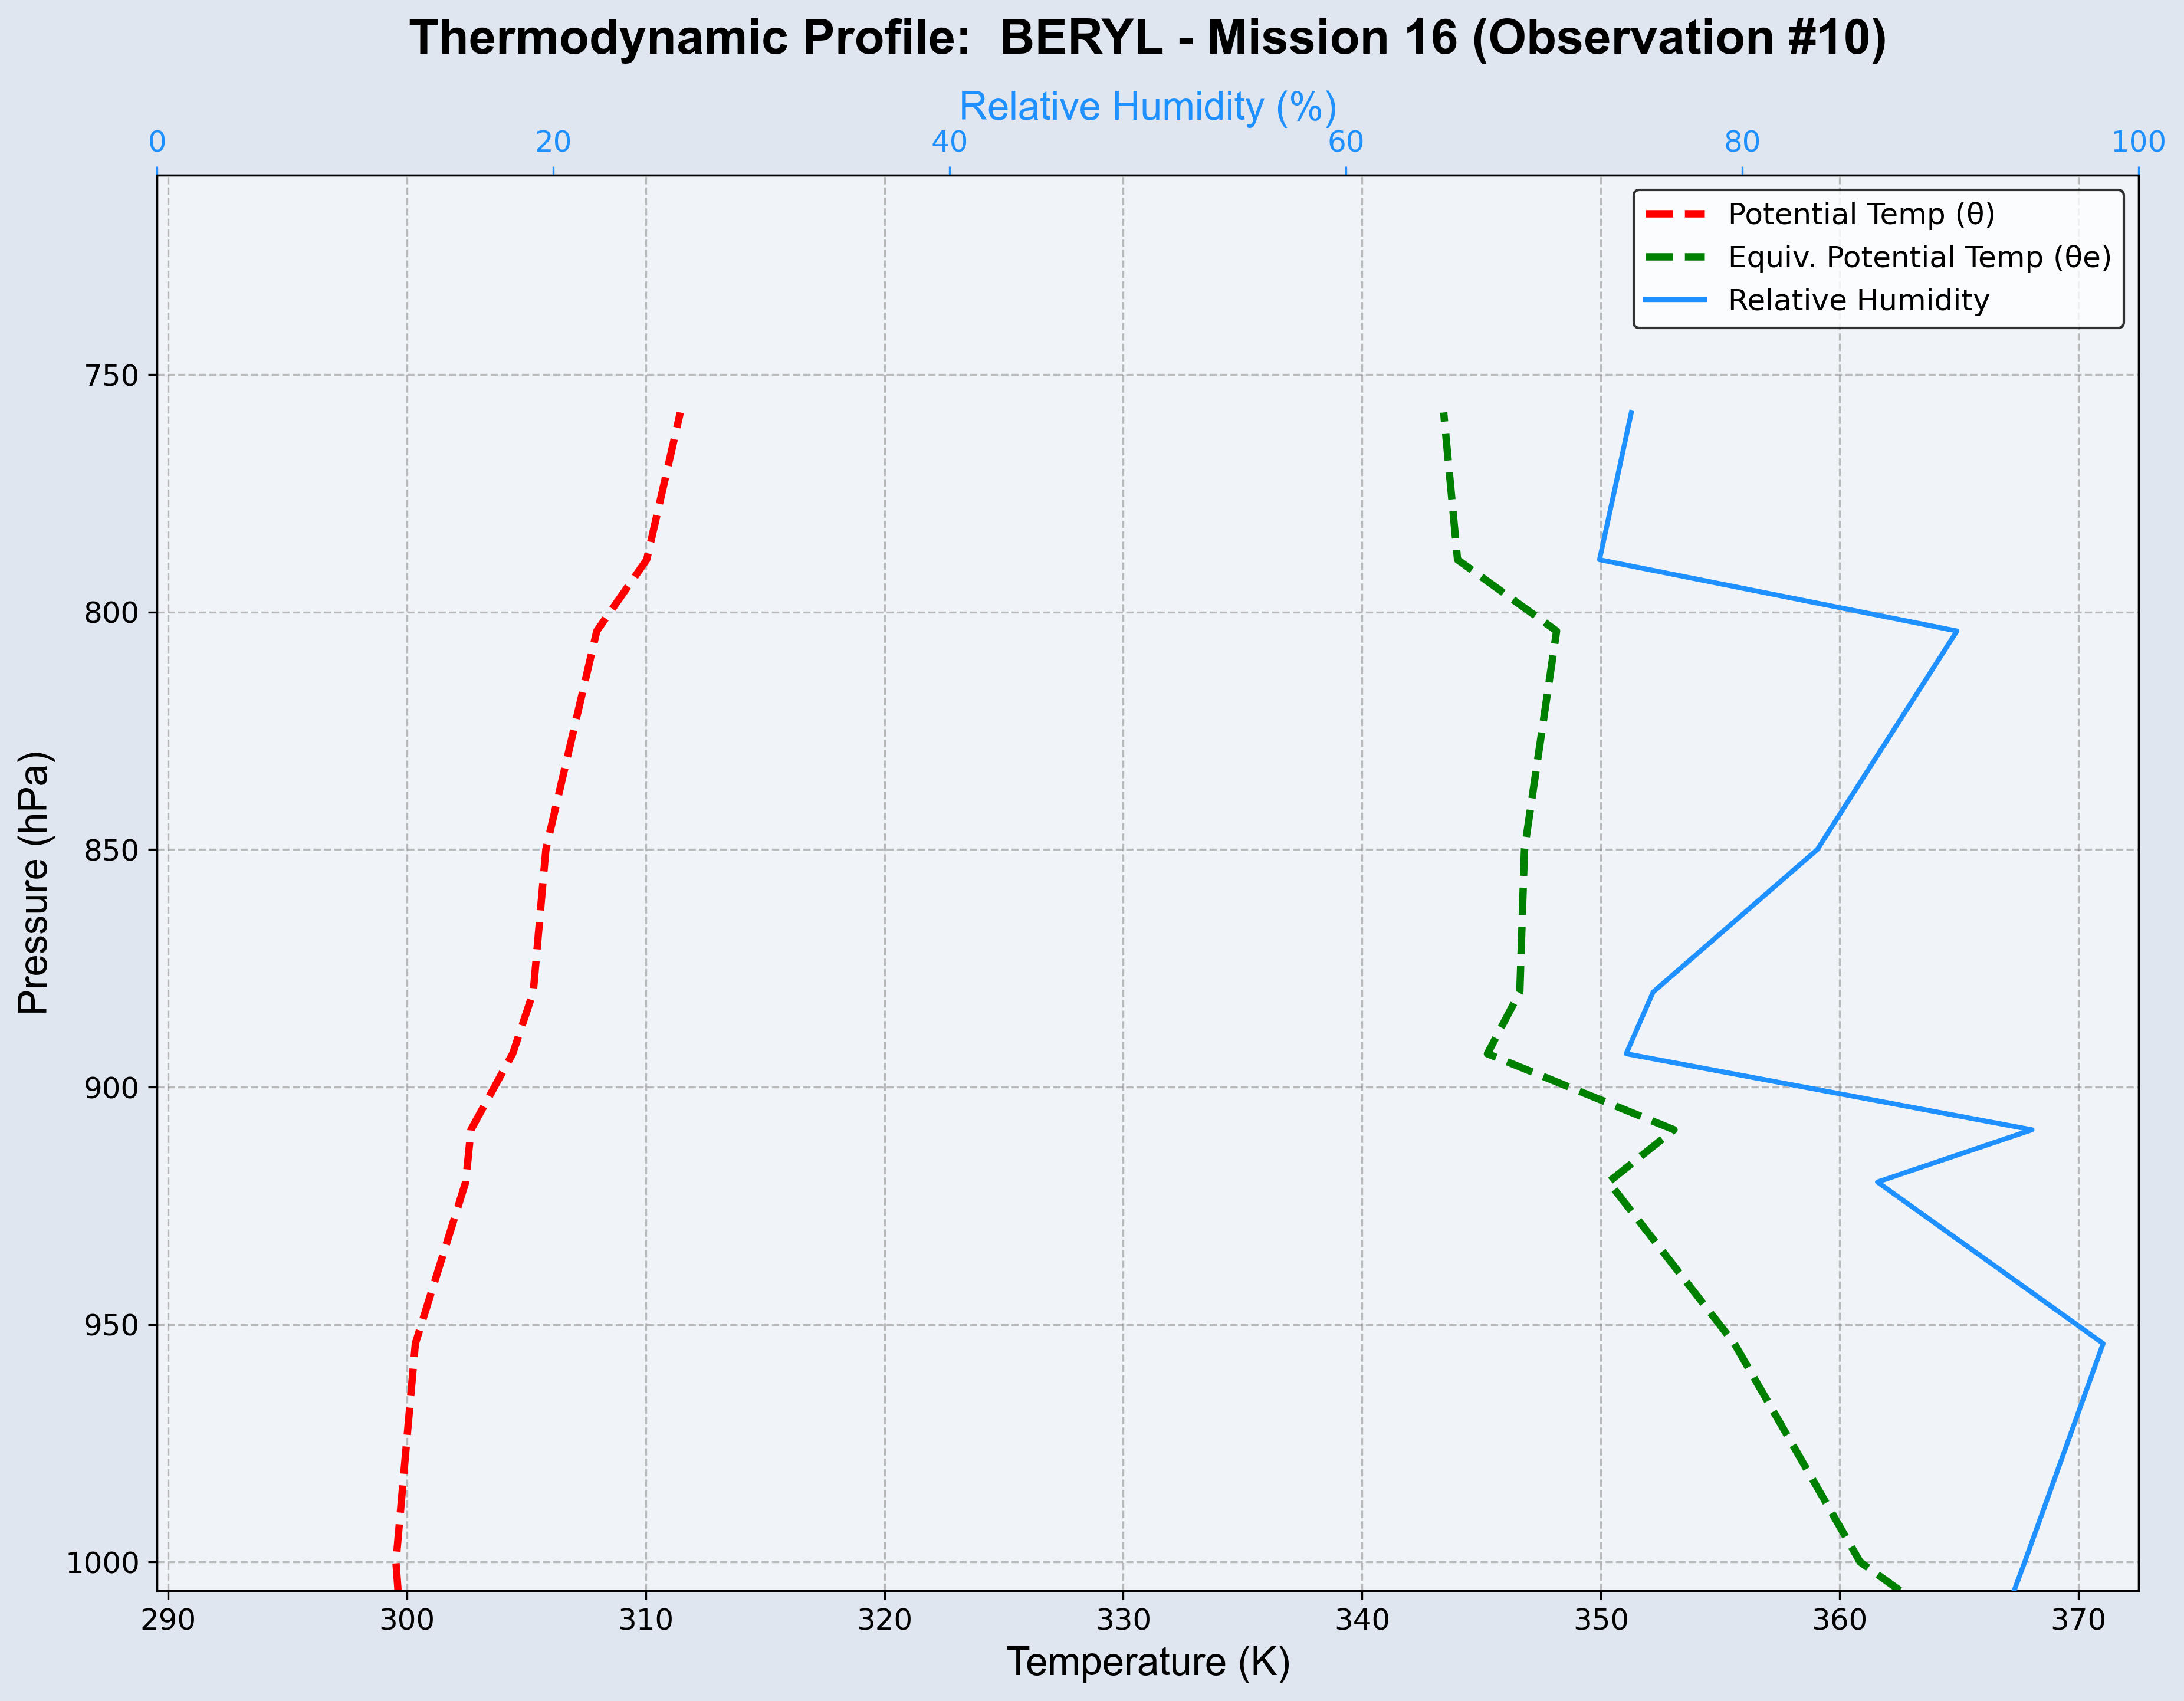 Thermodynamic Profile:  BERYL - Mission 16 (Observation #10)
Relative Humidity (%)
0 20 40 60 80 100
Potential Temp (θ)
Equiv. Potential Temp (θe)
Relative Humidity
750
800
850
900
950
1000
Pressure (hPa)
290 300 310 320 330 340 350 360 370
Temperature (K)